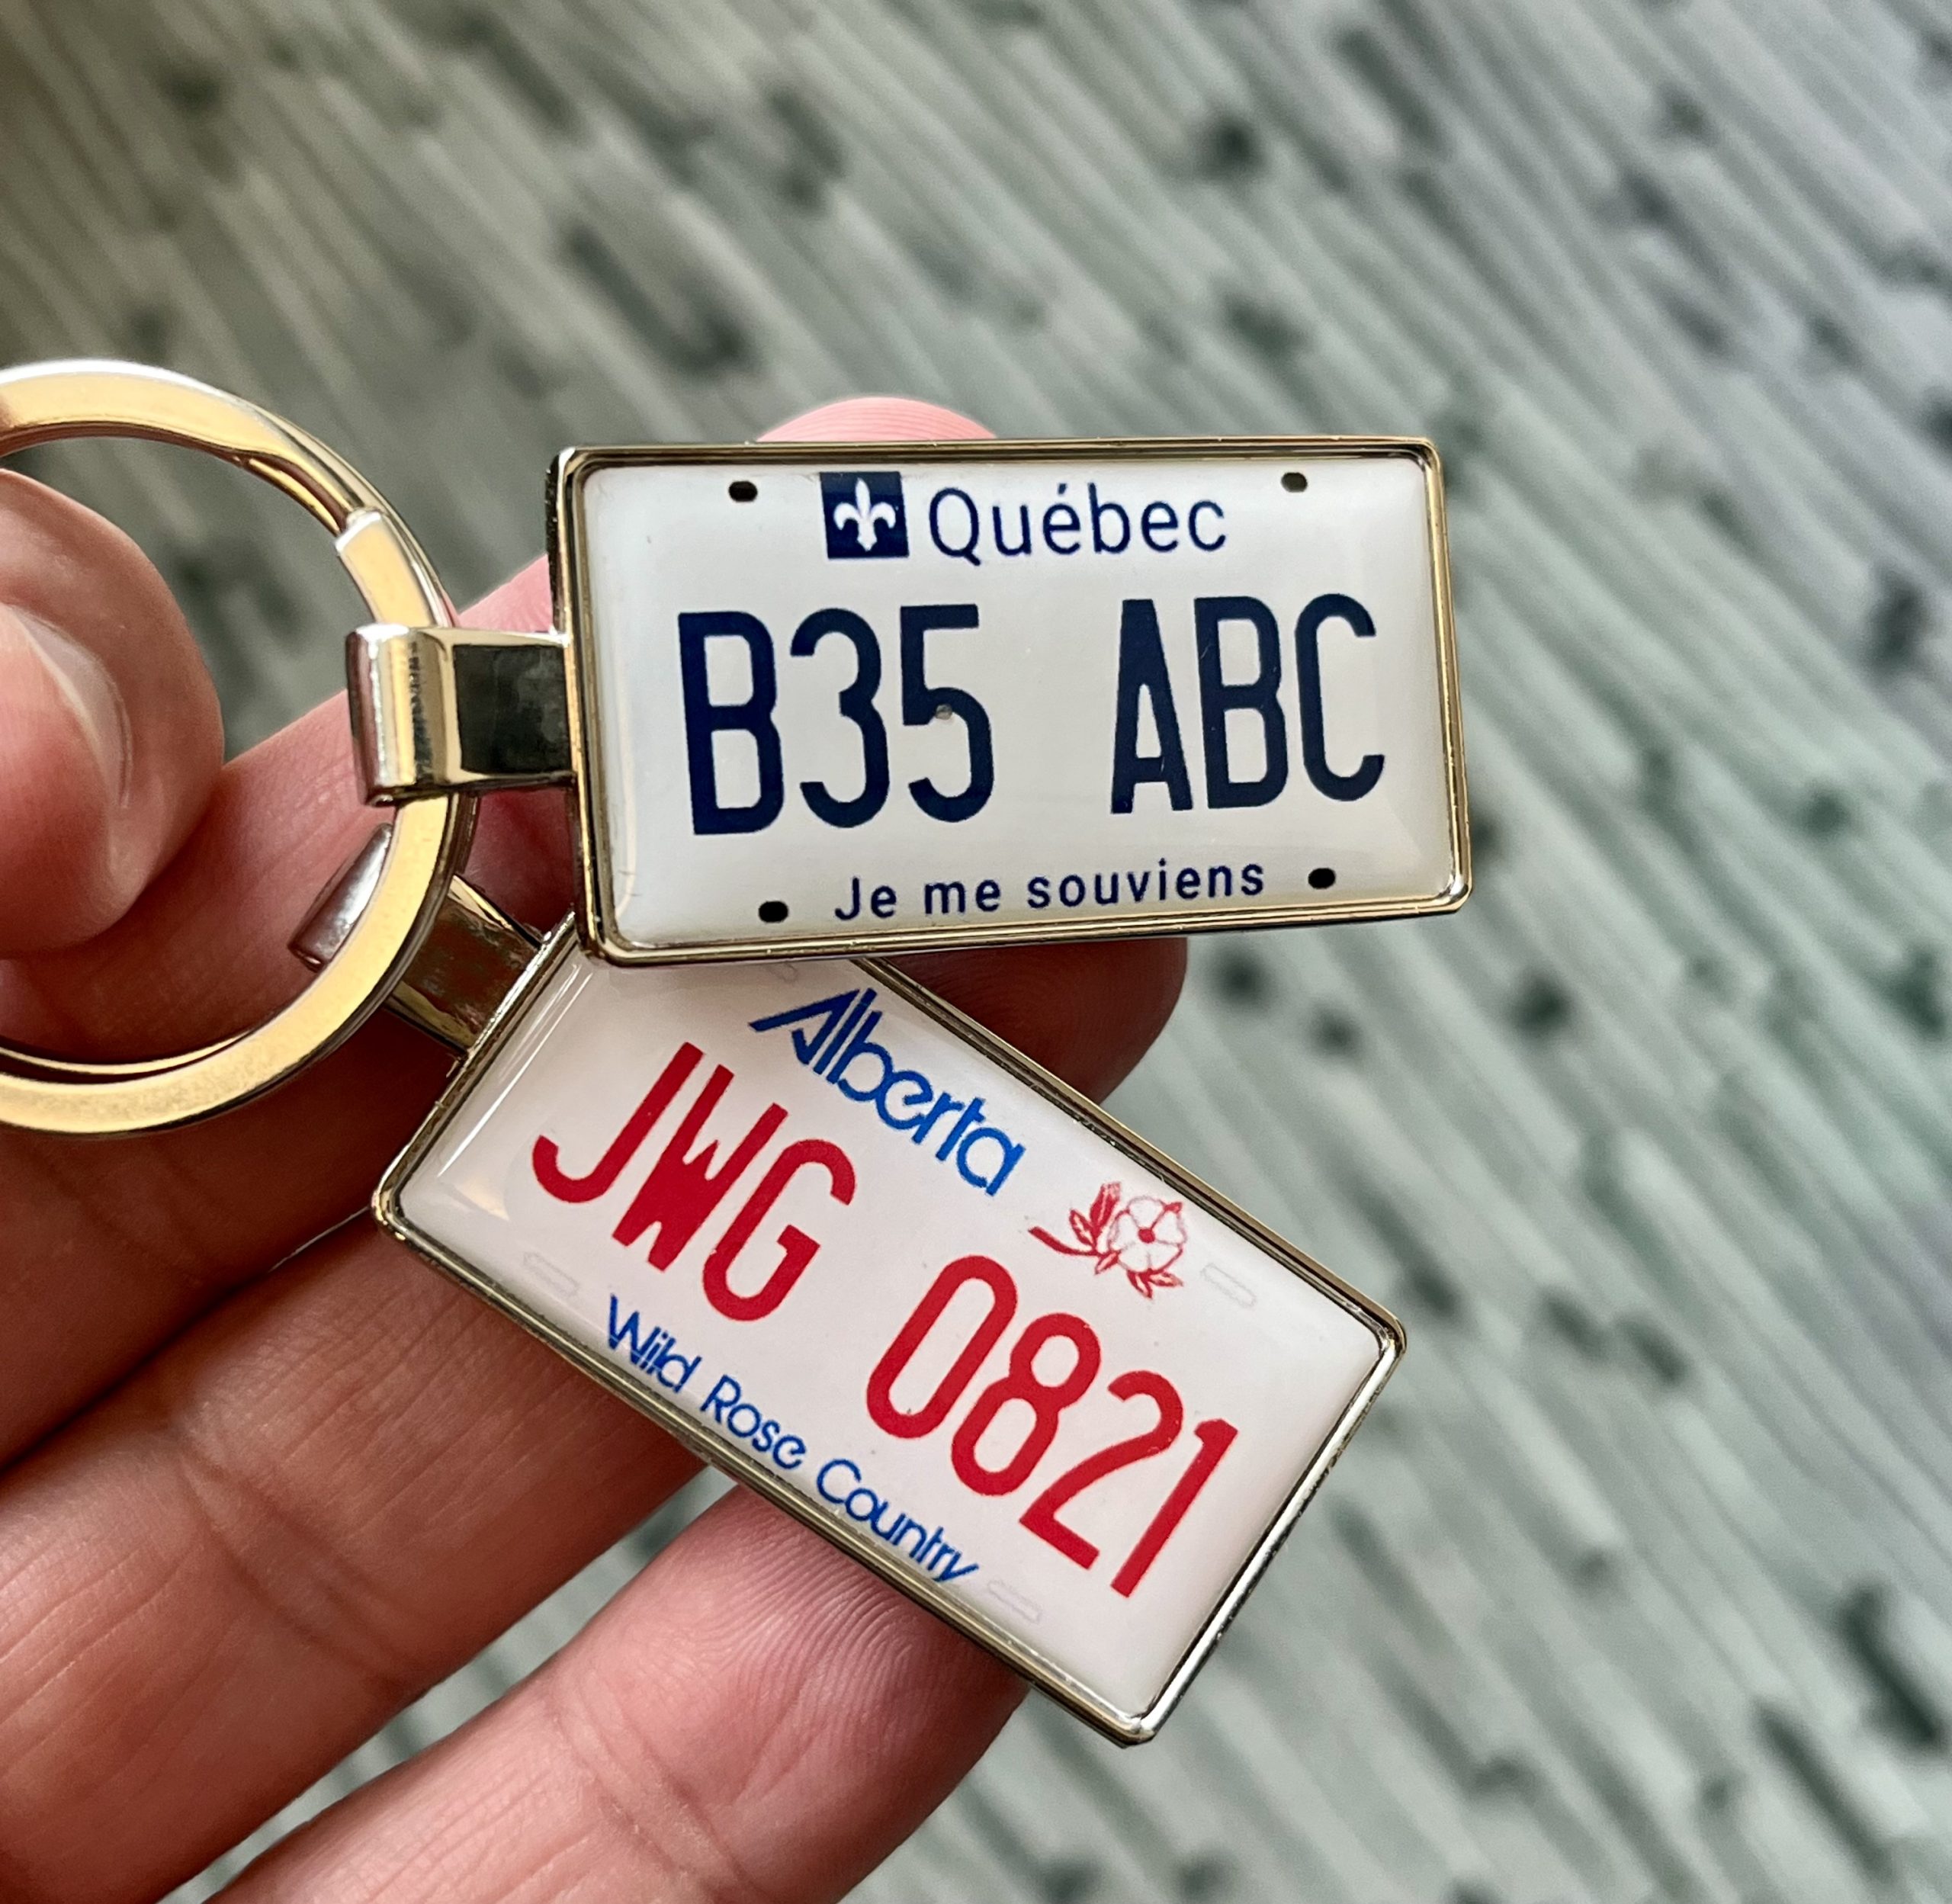 Québec
B35 ABC
Je me souviens
Alberta
JWG 0821
Wild Rose Country